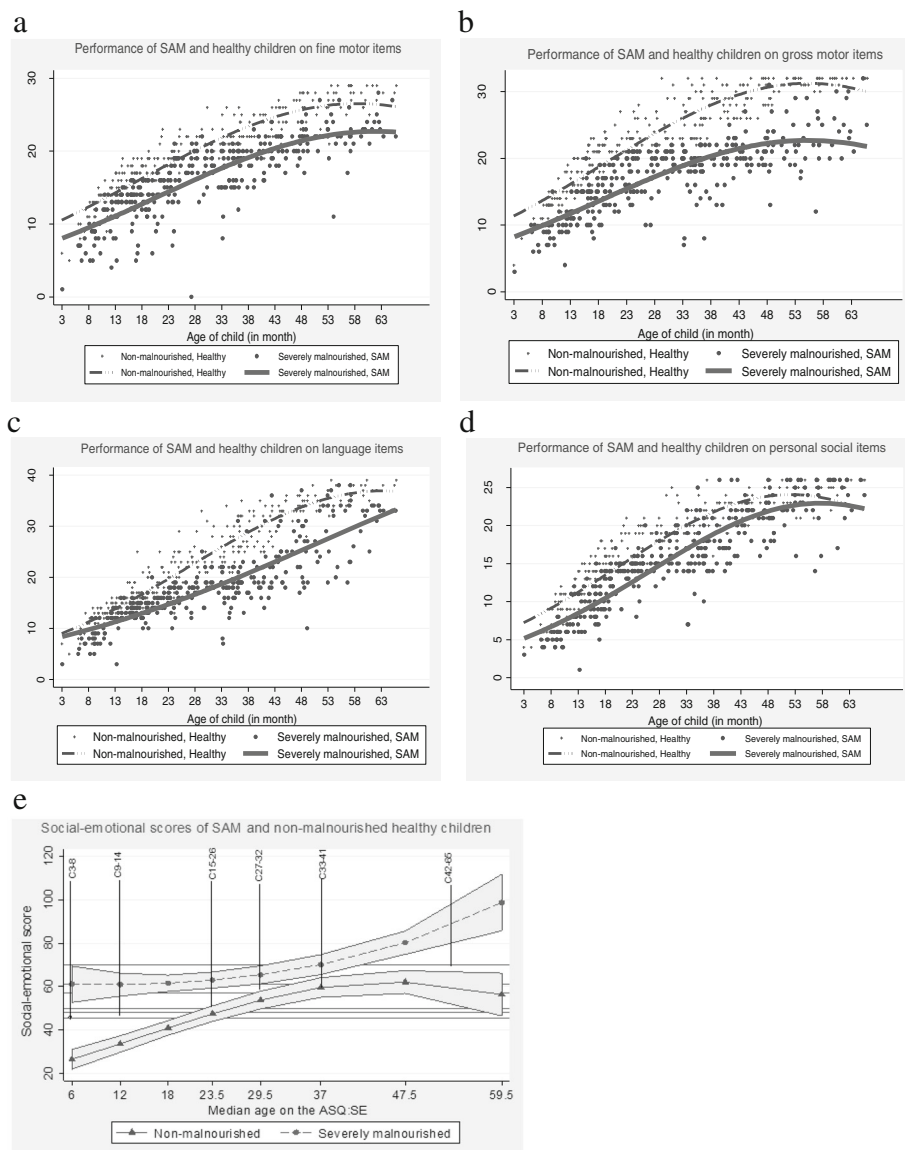 a
Performance of SAM and healthy children on fine motor items
30
20
10
0
3 8 13 18 23 28 33 38 43 48 53 58 63
Age of child (in month)
Non-malnourished, Healthy Severely malnourished, SAM
Non-malnourished, Healthy Severely malnourished, SAM
b
Performance of SAM and healthy children on gross motor items
30
20
10
0
3 8 13 18 23 28 33 38 43 48 53 58 63
Age of child (in month)
Non-malnourished, Healthy Severely malnourished, SAM
Non-malnourished, Healthy Severely malnourished, SAM
c
Performance of SAM and healthy children on language items
40
30
20
10
0
3 8 13 18 23 28 33 38 43 48 53 58 63
Age of child (in month)
Non-malnourished, Healthy Severely malnourished, SAM
Non-malnourished, Healthy Severely malnourished, SAM
d
Performance of SAM and healthy children on personal social items
25
20
15
10
5
0
3 8 13 18 23 28 33 38 43 48 53 58 63
Age of child (in month)
Non-malnourished, Healthy Severely malnourished, SAM
Non-malnourished, Healthy Severely malnourished, SAM
e
Social-emotional scores of SAM and non-malnourished healthy children
Social-emotional score
120
100
80
60
40
20
C3-8
C9-14
C15-26
C27-32
C33-41
C42-65
6 12 18 23.5 29.5 37 47.5 59.5
Median age on the ASQ:SE
Non-malnourished Severely malnourished